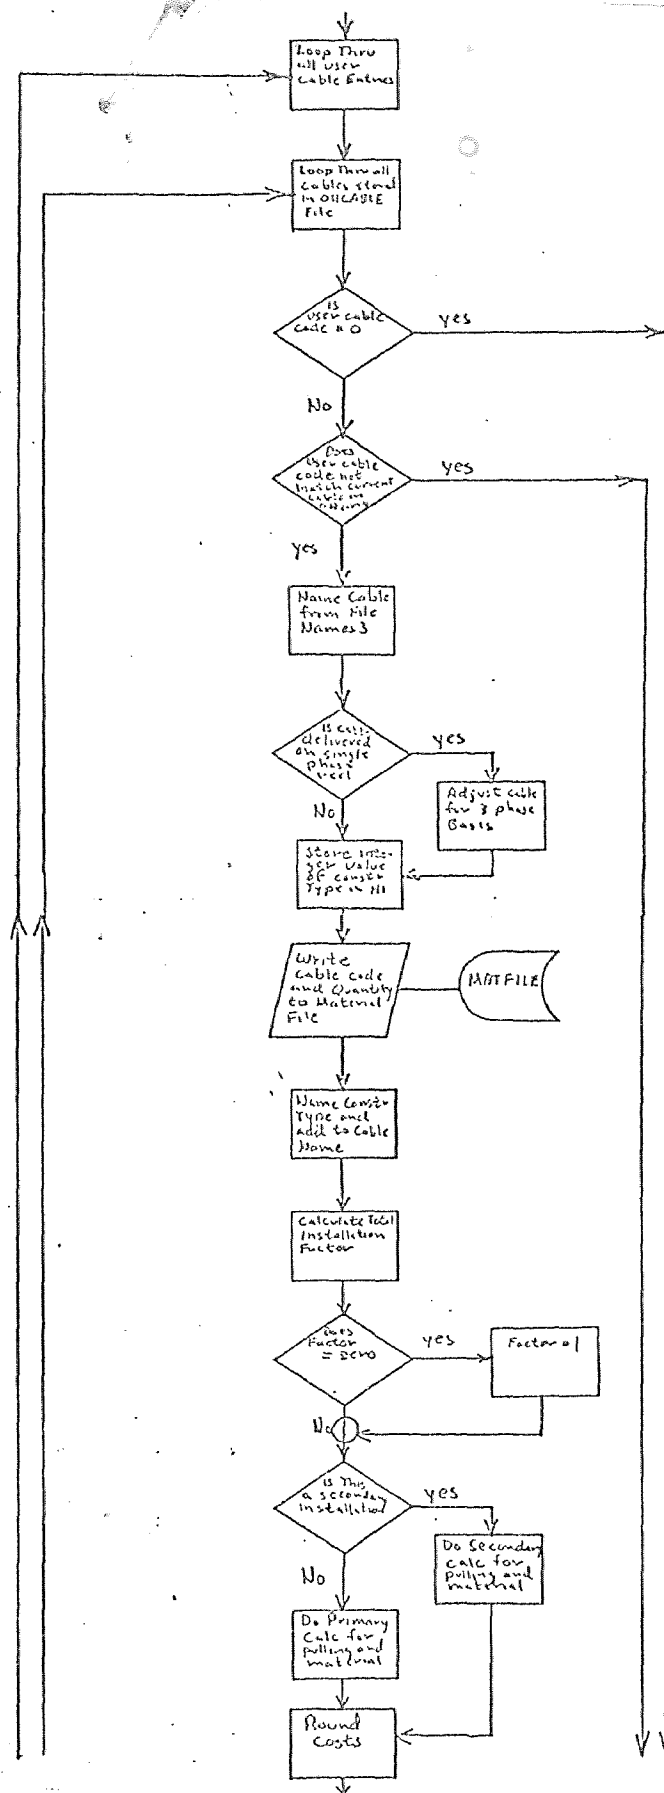 Loop Thru
all user
Cable Entries
Loop Thru all
cables stord
in OHCABLE
File
Is
user cable
code = 0
yes
No
Does
User cable
code not
match current
cable in
yes
yes
Name Cable
from File
Names3
Is
delivered
on single
phase
reel
yes
No
Adjust cable
for 3 phase
Basis
Store Inte-
ger value
of constr
Type in N1
Write
Cable code
and Quantity
to Material
File
MATFILE
Name Constr
Type and
add to Cable
Name
Calculate Total
Installation
Factor
Does
Factor
= zero
yes
Factor = 1
No
Is This
a secondary
installation
yes
No
Do Secondary
calc for
pulling and
material
Do Primary
Calc for
pulling and
material
Round
Costs